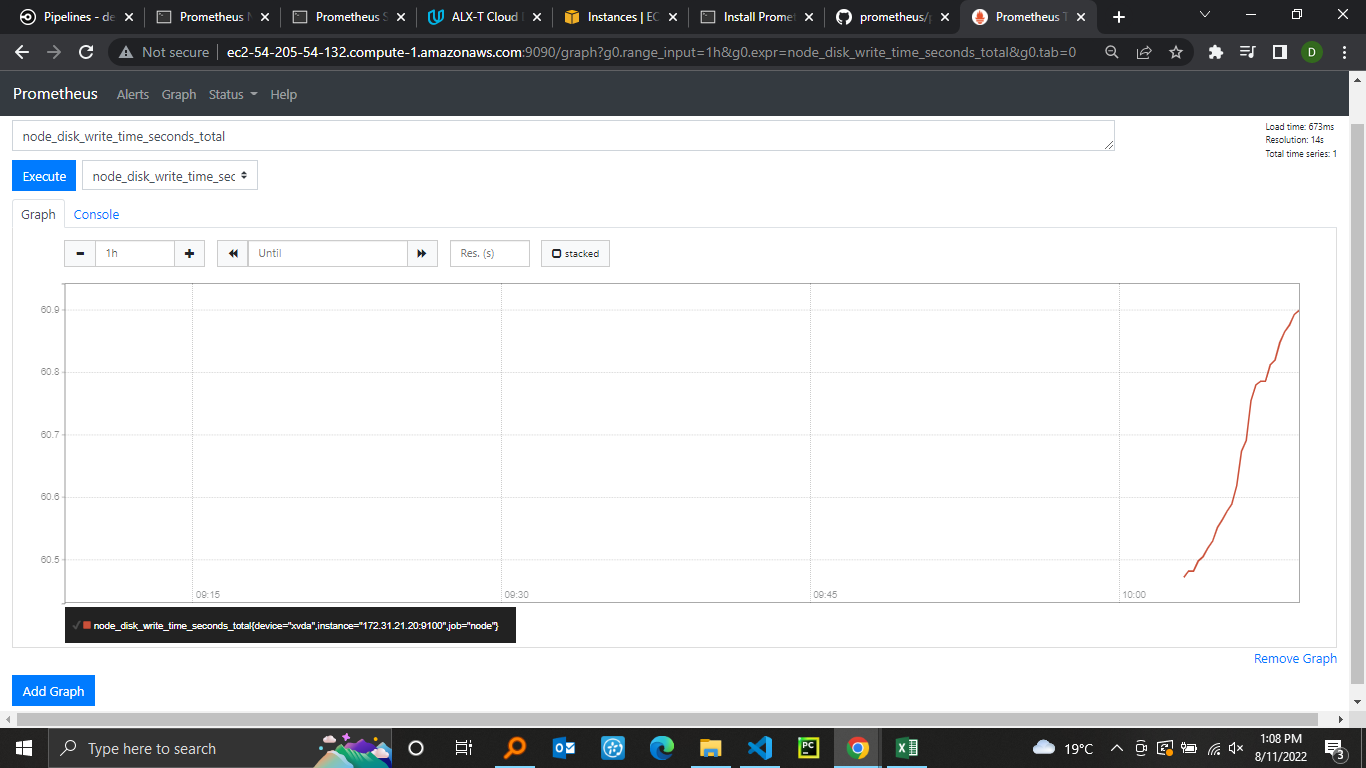 Pipelines - de
Prometheus N
Prometheus S
ALX-T Cloud
Instances | EC
Install Promet
prometheus/p
Prometheus T
Not secure
ec2-54-205-54-132.compute-1.amazonaws.com:9090/graph?g0.range_input=1h&g0.expr=node_disk_write_time_seconds_total&g0.tab=0
D
Prometheus
Alerts
Graph
Status
Help
node_disk_write_time_seconds_total
Load time: 673ms
Resolution: 14s
Total time series: 1
Execute
node_disk_write_time_sec
Graph
Console
1h
Until
Res. (s)
stacked
60.9
60.8
60.7
60.6
60.5
09:15
09:30
09:45
10:00
node_disk_write_time_seconds_total{device="xvda",instance="172.31.21.20:9100",job="node"}
Remove Graph
Add Graph
Type here to search
PC
19°C
1:08 PM
8/11/2022
3